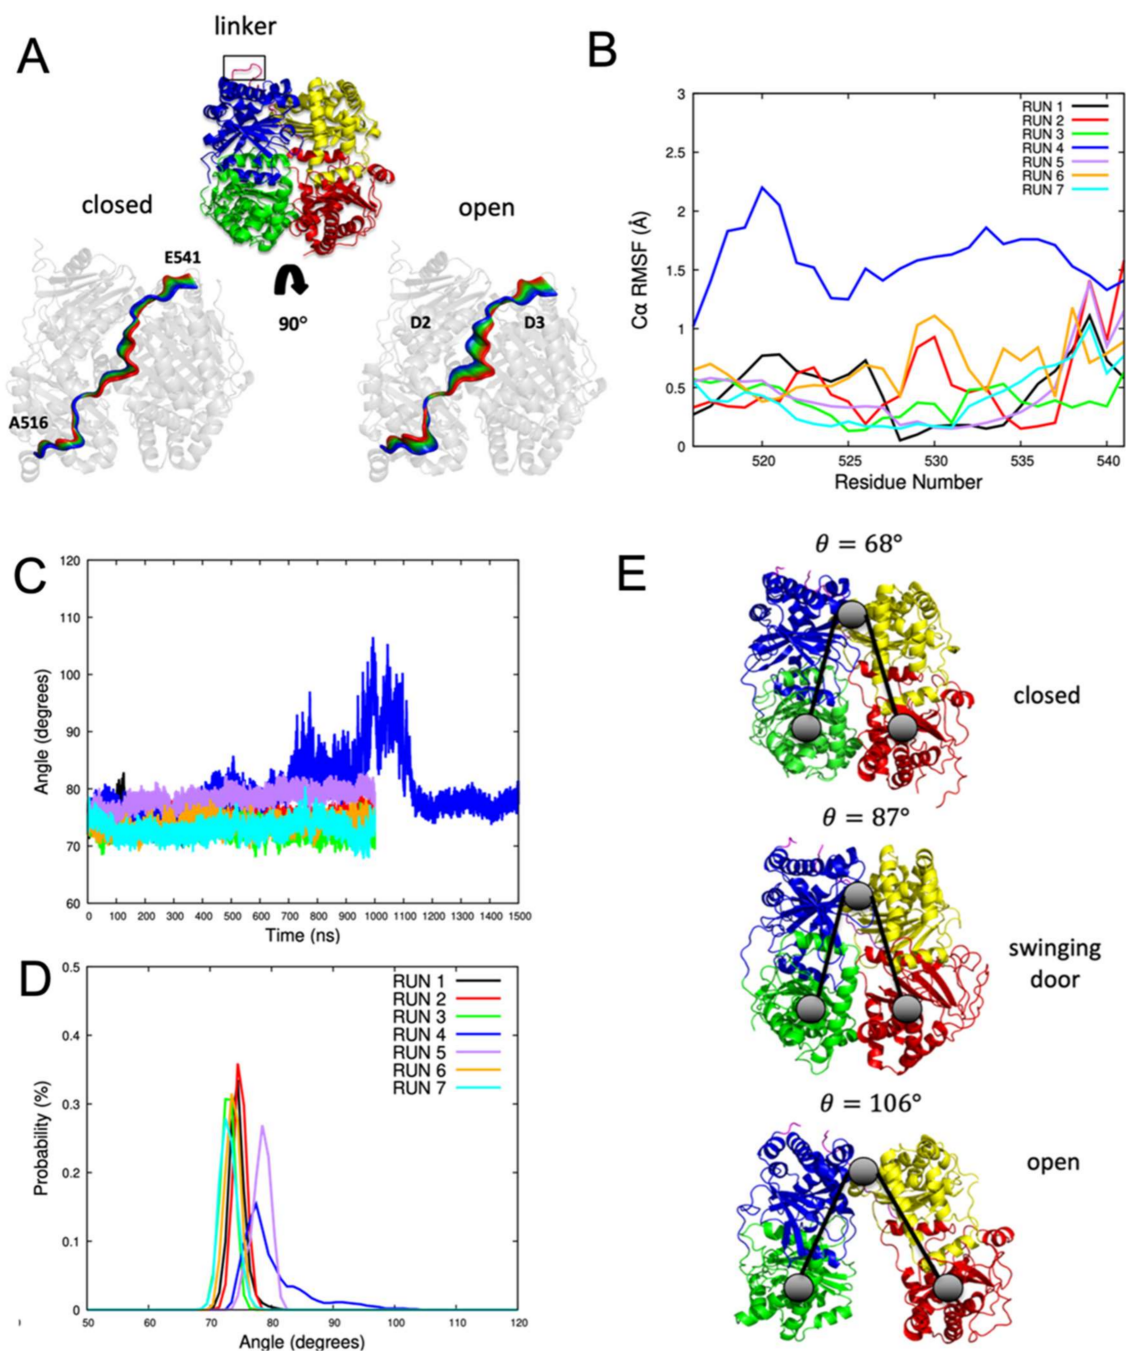 A
linker
closed
open
E541
A516
90°
D2
D3
B
3
2.5
2
1.5
1
0.5
0
520
525
530
535
540
Cα RMSF (Å)
Residue Number
RUN 1
RUN 2
RUN 3
RUN 4
RUN 5
RUN 6
RUN 7
C
120
110
100
90
80
70
60
0
100
200
300
400
500
600
700
800
900
1000
1100
1200
1300
1400
1500
Angle (degrees)
Time (ns)
D
0.5
0.4
0.3
0.2
0.1
0
50
60
70
80
90
100
110
120
Probability (%)
Angle (degrees)
RUN 1
RUN 2
RUN 3
RUN 4
RUN 5
RUN 6
RUN 7
E
θ = 68°
closed
θ = 87°
swinging
door
θ = 106°
open